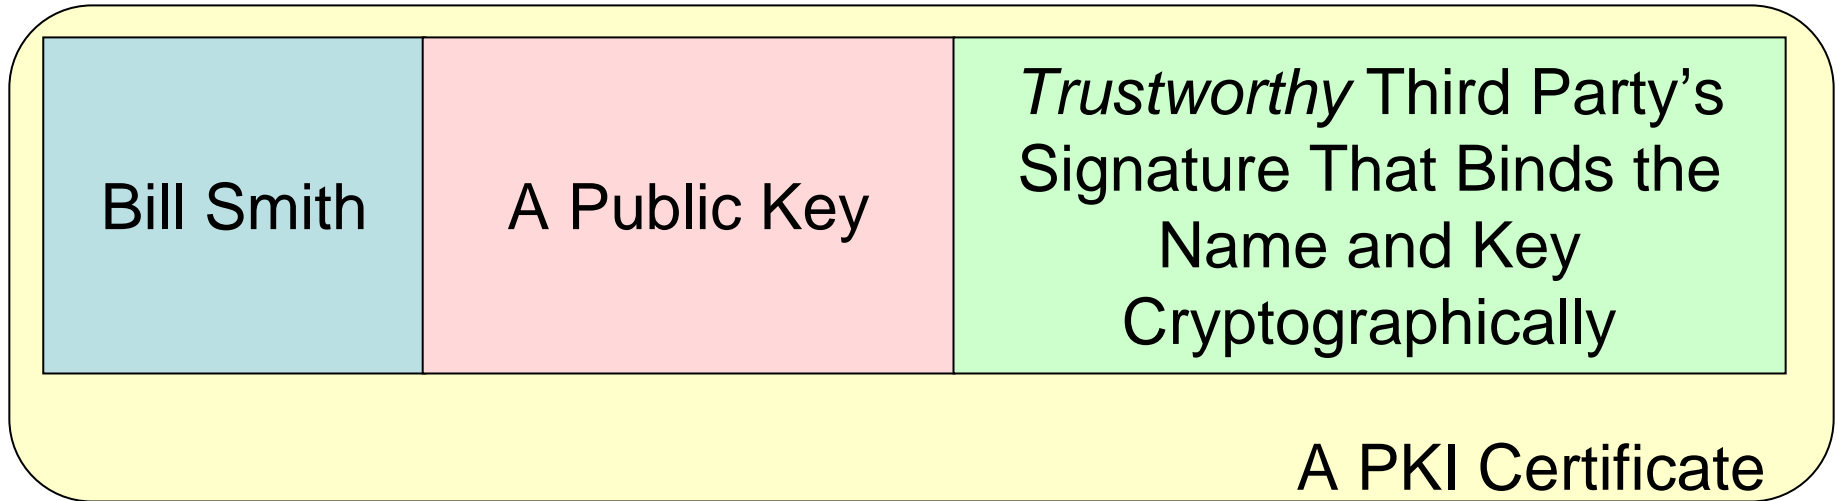 Bill Smith
A Public Key
Trustworthy Third Party’s
Signature That Binds the
Name and Key
Cryptographically
A PKI Certificate